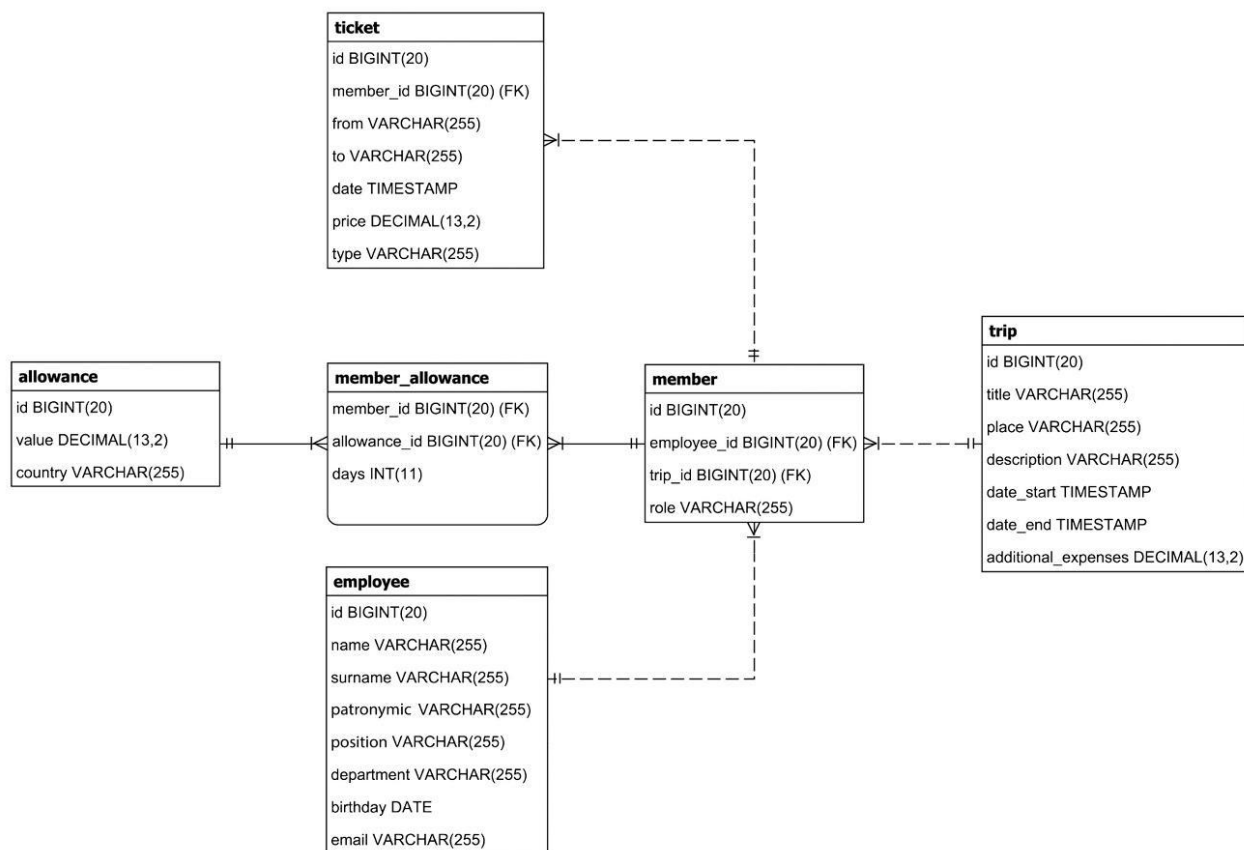 ticket
id BIGINT(20)
member_id BIGINT(20) (FK)
from VARCHAR(255)
to VARCHAR(255)
date TIMESTAMP
price DECIMAL(13,2)
type VARCHAR(255)
allowance
id BIGINT(20)
value DECIMAL(13,2)
country VARCHAR(255)
member_allowance
member_id BIGINT(20) (FK)
allowance_id BIGINT(20) (FK)
days INT(11)
member
id BIGINT(20)
employee_id BIGINT(20) (FK)
trip_id BIGINT(20) (FK)
role VARCHAR(255)
trip
id BIGINT(20)
title VARCHAR(255)
place VARCHAR(255)
description VARCHAR(255)
date_start TIMESTAMP
date_end TIMESTAMP
additional_expenses DECIMAL(13,2)
employee
id BIGINT(20)
name VARCHAR(255)
surname VARCHAR(255)
patronymic VARCHAR(255)
position VARCHAR(255)
department VARCHAR(255)
birthday DATE
email VARCHAR(255)